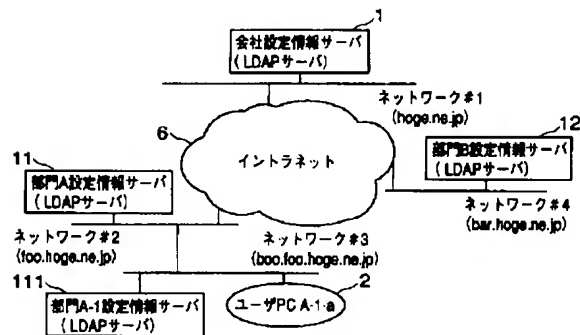 1
会社設定情報サーバ
(LDAPサーバ)
ネットワーク#1
(hoge.ne.jp)
6
イントラネット
12
部門B設定情報サーバ
(LDAPサーバ)
ネットワーク#4
(bar.hoge.ne.jp)
11
部門A設定情報サーバ
(LDAPサーバ)
ネットワーク#2
(foo.hoge.ne.jp)
ネットワーク#3
(boo.foo.hoge.ne.jp)
111
部門A-1設定情報サーバ
(LDAPサーバ)
2
ユーザPC A-1-a